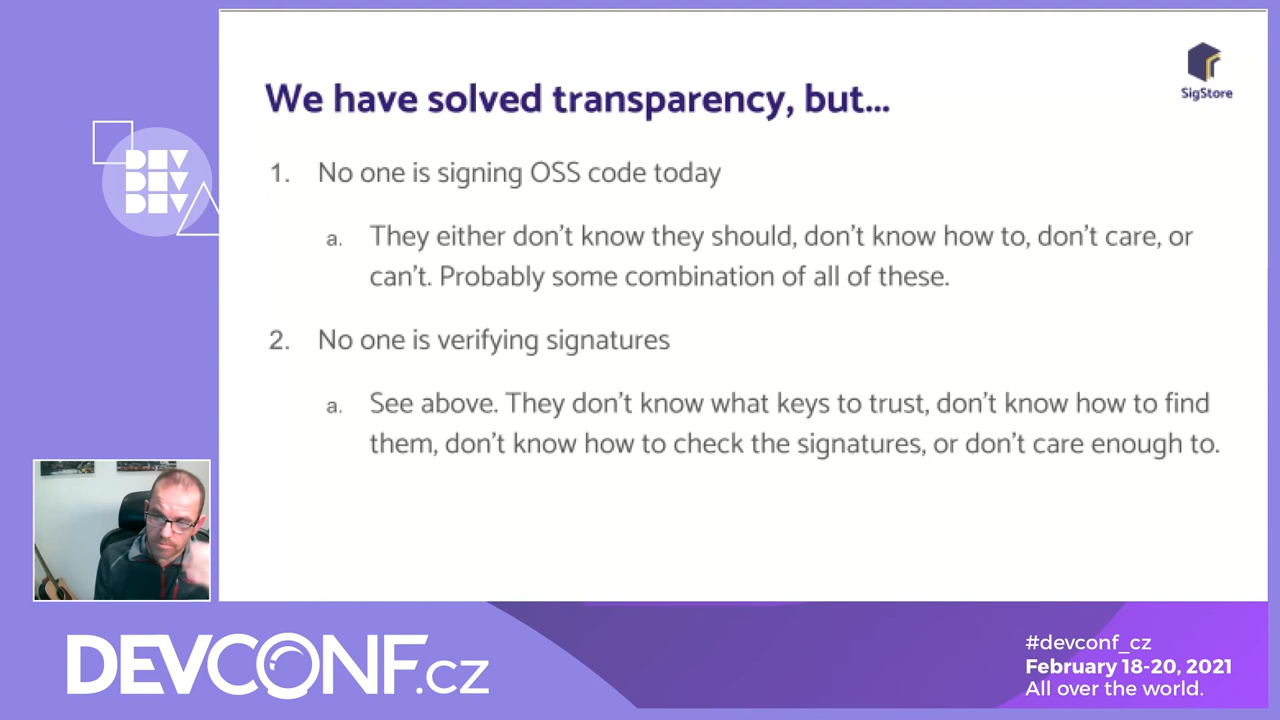 We have solved transparency, but...
SigStore
1. No one is signing OSS code today
a. They either don't know they should, don't know how to, don't care, or
can't. Probably some combination of all of these.
2. No one is verifying signatures
a. See above. They don't know what keys to trust, don't know how to find
them, don't know how to check the signatures, or don't care enough to.
DEV
DEV
DEV
DEVCONF.cz
#devconf_cz
February 18-20, 2021
All over the world.